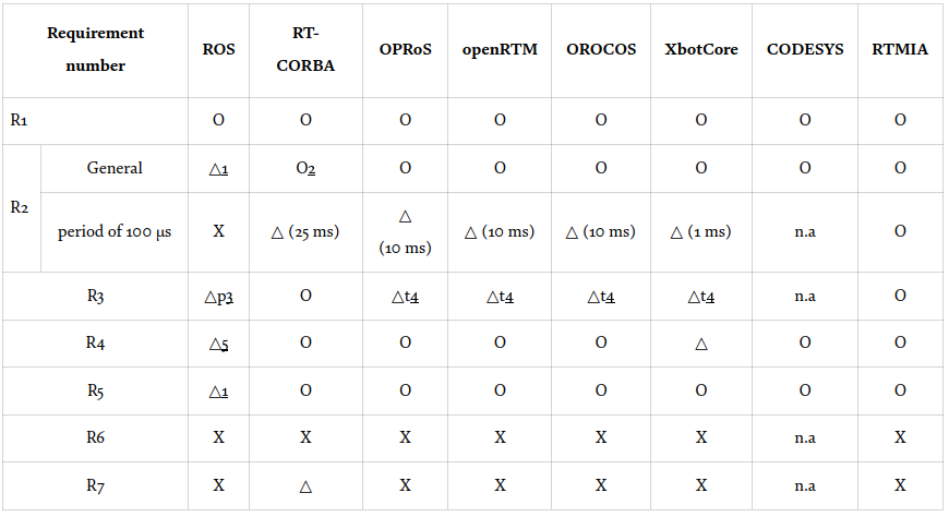 Requirement number ROS RT-CORBA OPRoS openRTM OROCOS XbotCore CODESYS RTMIA
R1 O O O O O O O O
R2 General △1 O2 O O O O O O
period of 100 μs X △ (25 ms) △ (10 ms) △ (10 ms) △ (10 ms) △ (1 ms) n.a O
R3 △p3 O △t4 △t4 △t4 △t4 n.a O
R4 △5 O O O O △ O O
R5 △1 O O O O O O O
R6 X X X X X X n.a X
R7 X △ X X X X n.a X